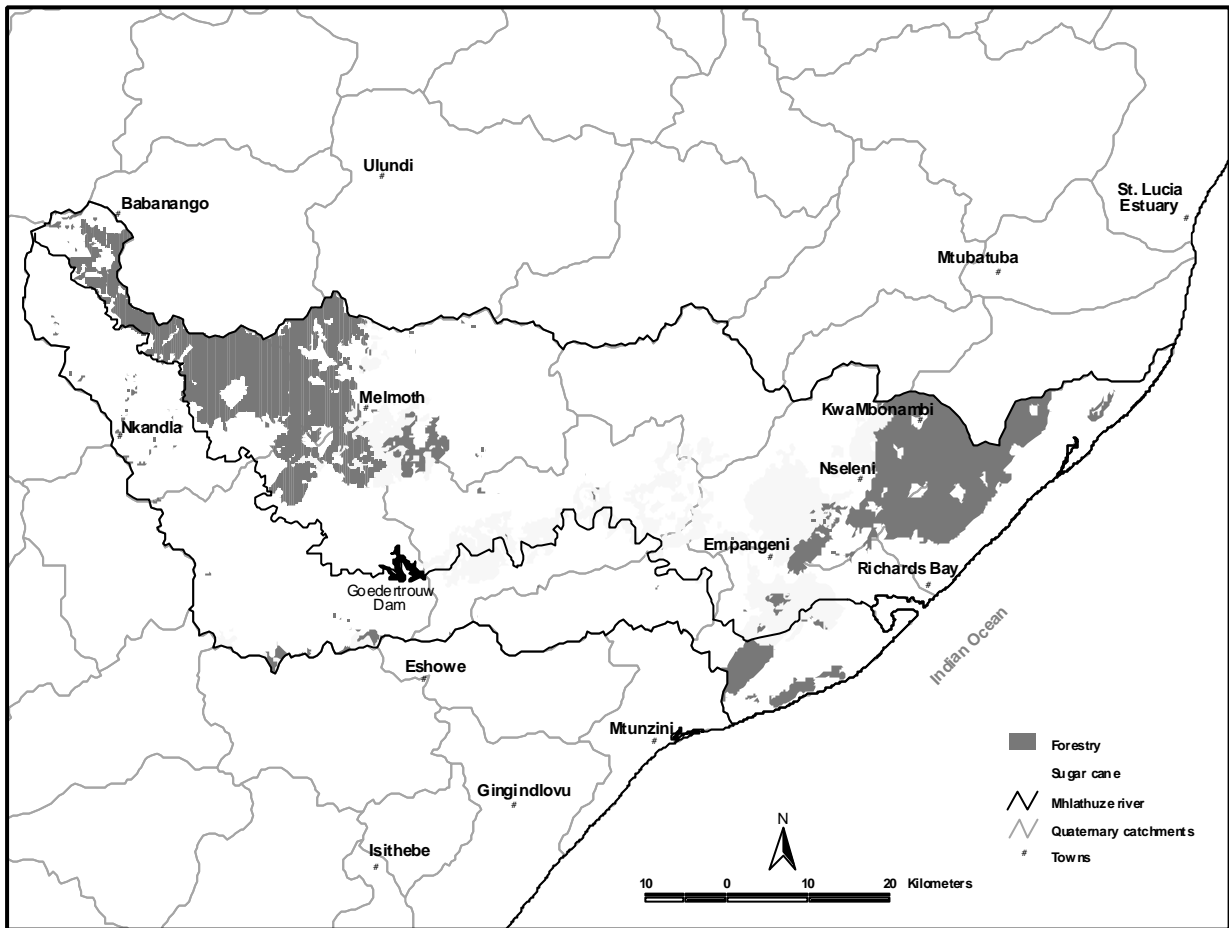 Ulundi
Babanango
St. Lucia
Estuary
Mtubatuba
Melmoth
KwaMbonambi
Nkandla
Nseleni
Empangeni
Richards Bay
Goedertrouw
Dam
Indian Ocean
Eshowe
Mtunzini
Gingindlovu
Isithebe
Forestry
Sugar cane
Mhlathuze river
Quaternary catchments
# Towns
N
10 0 10 20 Kilometers